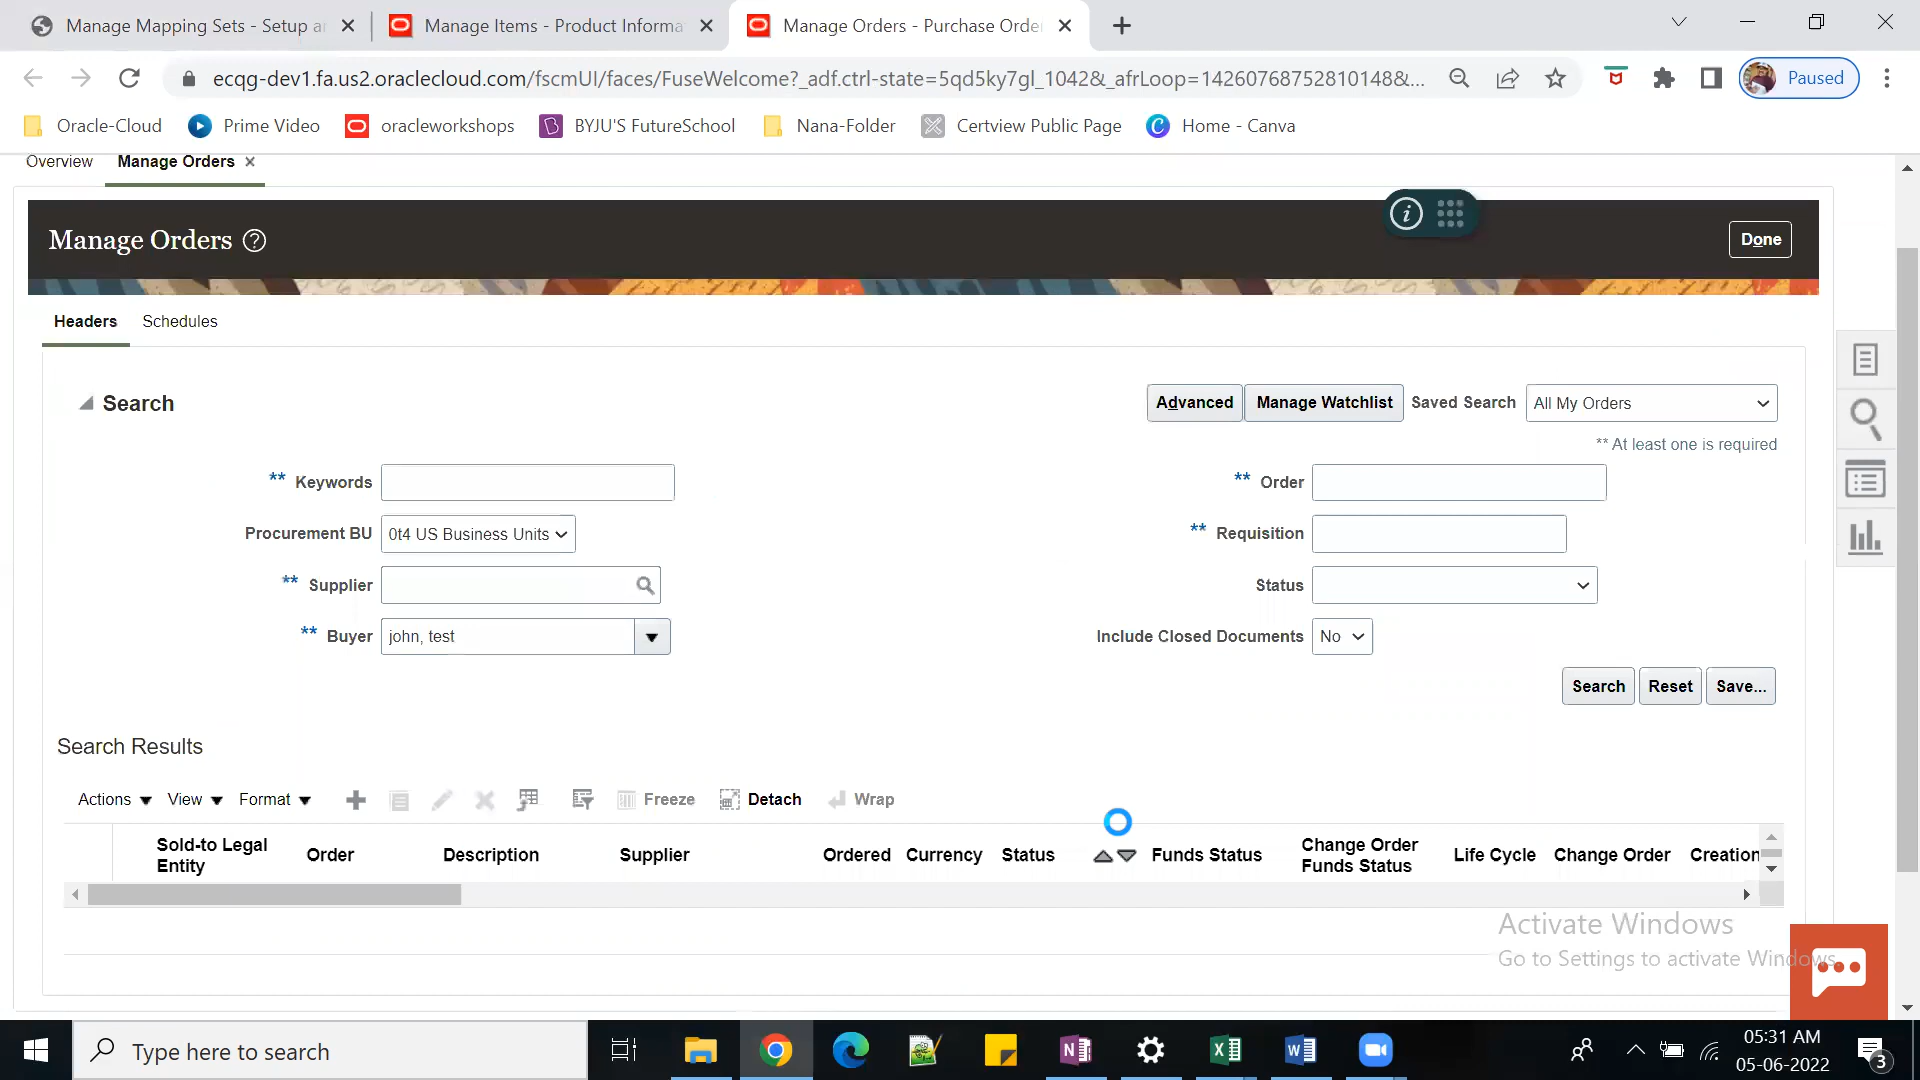 Manage Mapping Sets - Setup a
Manage Items - Product Informa
Manage Orders - Purchase Orde
ecqg-dev1.fa.us2.oraclecloud.com/fscmUI/faces/FuseWelcome?_adf.ctrl-state=5qd5ky7gl_1042&_afrLoop=14260768752810148&...
Paused
Oracle-Cloud
Prime Video
oracleworkshops
BYJU'S FutureSchool
Nana-Folder
Certview Public Page
Home - Canva
Overview
Manage Orders
Manage Orders
Done
Headers
Schedules
Search
Advanced
Manage Watchlist
Saved Search
All My Orders
** At least one is required
** Keywords
** Order
Procurement BU
0t4 US Business Units
** Requisition
** Supplier
Status
** Buyer
john, test
Include Closed Documents
No
Search
Reset
Save...
Search Results
Actions
View
Format
Freeze
Detach
Wrap
Sold-to Legal Entity
Order
Description
Supplier
Ordered
Currency
Status
Funds Status
Change Order Funds Status
Life Cycle
Change Order
Creation
Activate Windows
Go to Settings to activate Windows.
Type here to search
05:31 AM
05-06-2022
3